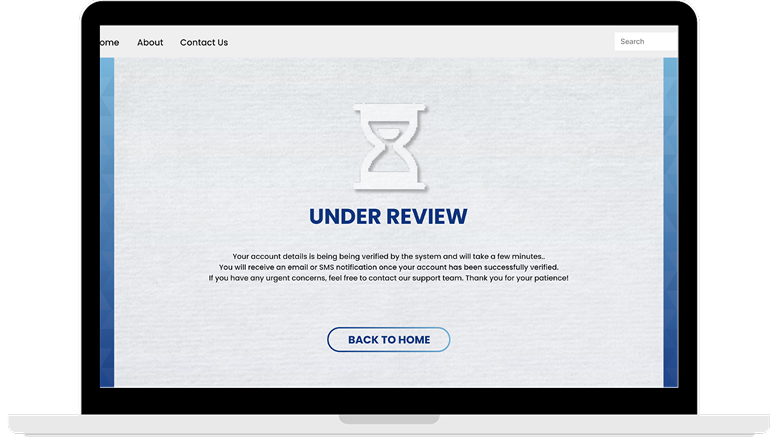 ome About Contact Us
Search
UNDER REVIEW
Your account details is being being verified by the system and will take a few minutes..
You will receive an email or SMS notification once your account has been successfully verified.
If you have any urgent concerns, feel free to contact our support team. Thank you for your patience!
BACK TO HOME